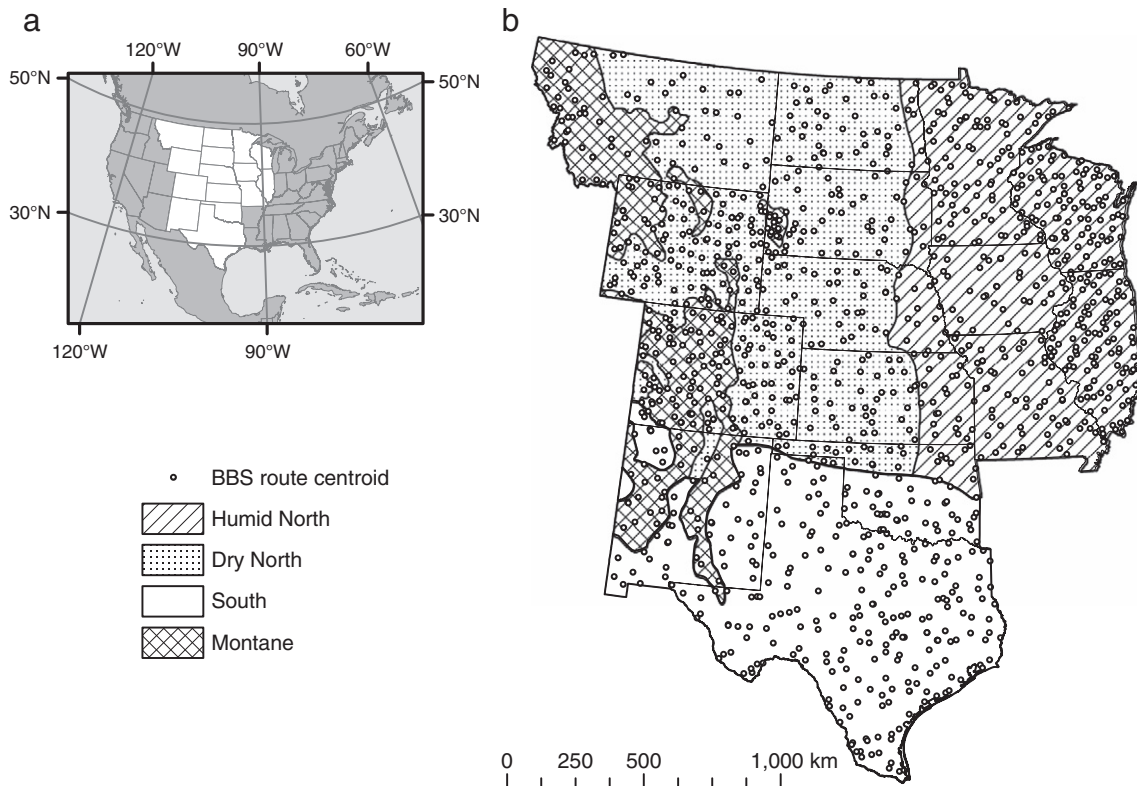 a
120°W 90°W 60°W
50°N 50°N
30°N 30°N
120°W 90°W
BBS route centroid
Humid North
Dry North
South
Montane
b
0 250 500 1,000 km